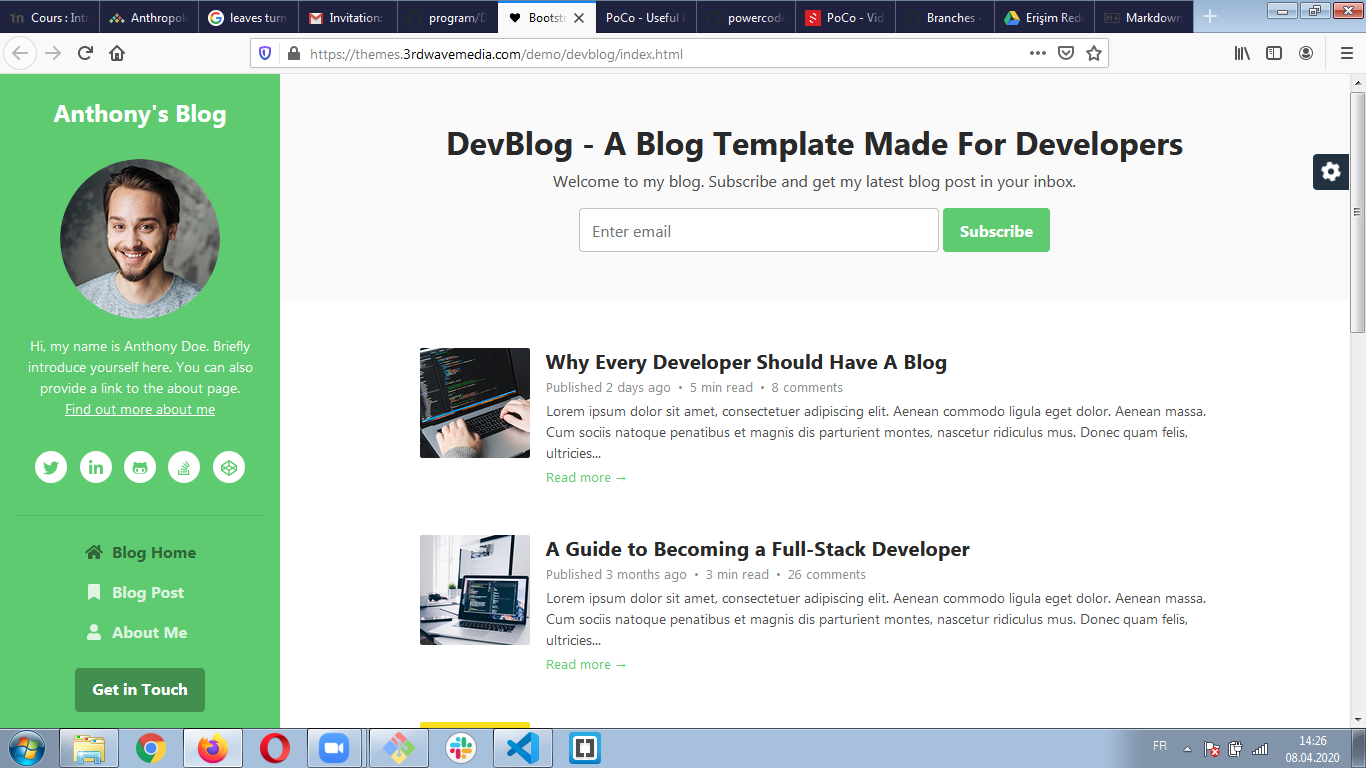 Cours : Intr
Anthropol
leaves turn
Invitation:
program/D
Bootstr
PoCo - Useful L
powercode
PoCo - Vid
Branches
Erişim Red
Markdown
https://themes.3rdwavemedia.com/demo/devblog/index.html
Anthony's Blog
Hi, my name is Anthony Doe. Briefly
introduce yourself here. You can also
provide a link to the about page.
Find out more about me
Blog Home
Blog Post
About Me
Get in Touch
DevBlog - A Blog Template Made For Developers
Welcome to my blog. Subscribe and get my latest blog post in your inbox.
Enter email
Subscribe
Why Every Developer Should Have A Blog
Published 2 days ago • 5 min read • 8 comments
Lorem ipsum dolor sit amet, consectetuer adipiscing elit. Aenean commodo ligula eget dolor. Aenean massa.
Cum sociis natoque penatibus et magnis dis parturient montes, nascetur ridiculus mus. Donec quam felis,
ultricies...
Read more →
A Guide to Becoming a Full-Stack Developer
Published 3 months ago • 3 min read • 26 comments
Lorem ipsum dolor sit amet, consectetuer adipiscing elit. Aenean commodo ligula eget dolor. Aenean massa.
Cum sociis natoque penatibus et magnis dis parturient montes, nascetur ridiculus mus. Donec quam felis,
ultricies...
Read more →
FR
14:26
08.04.2020